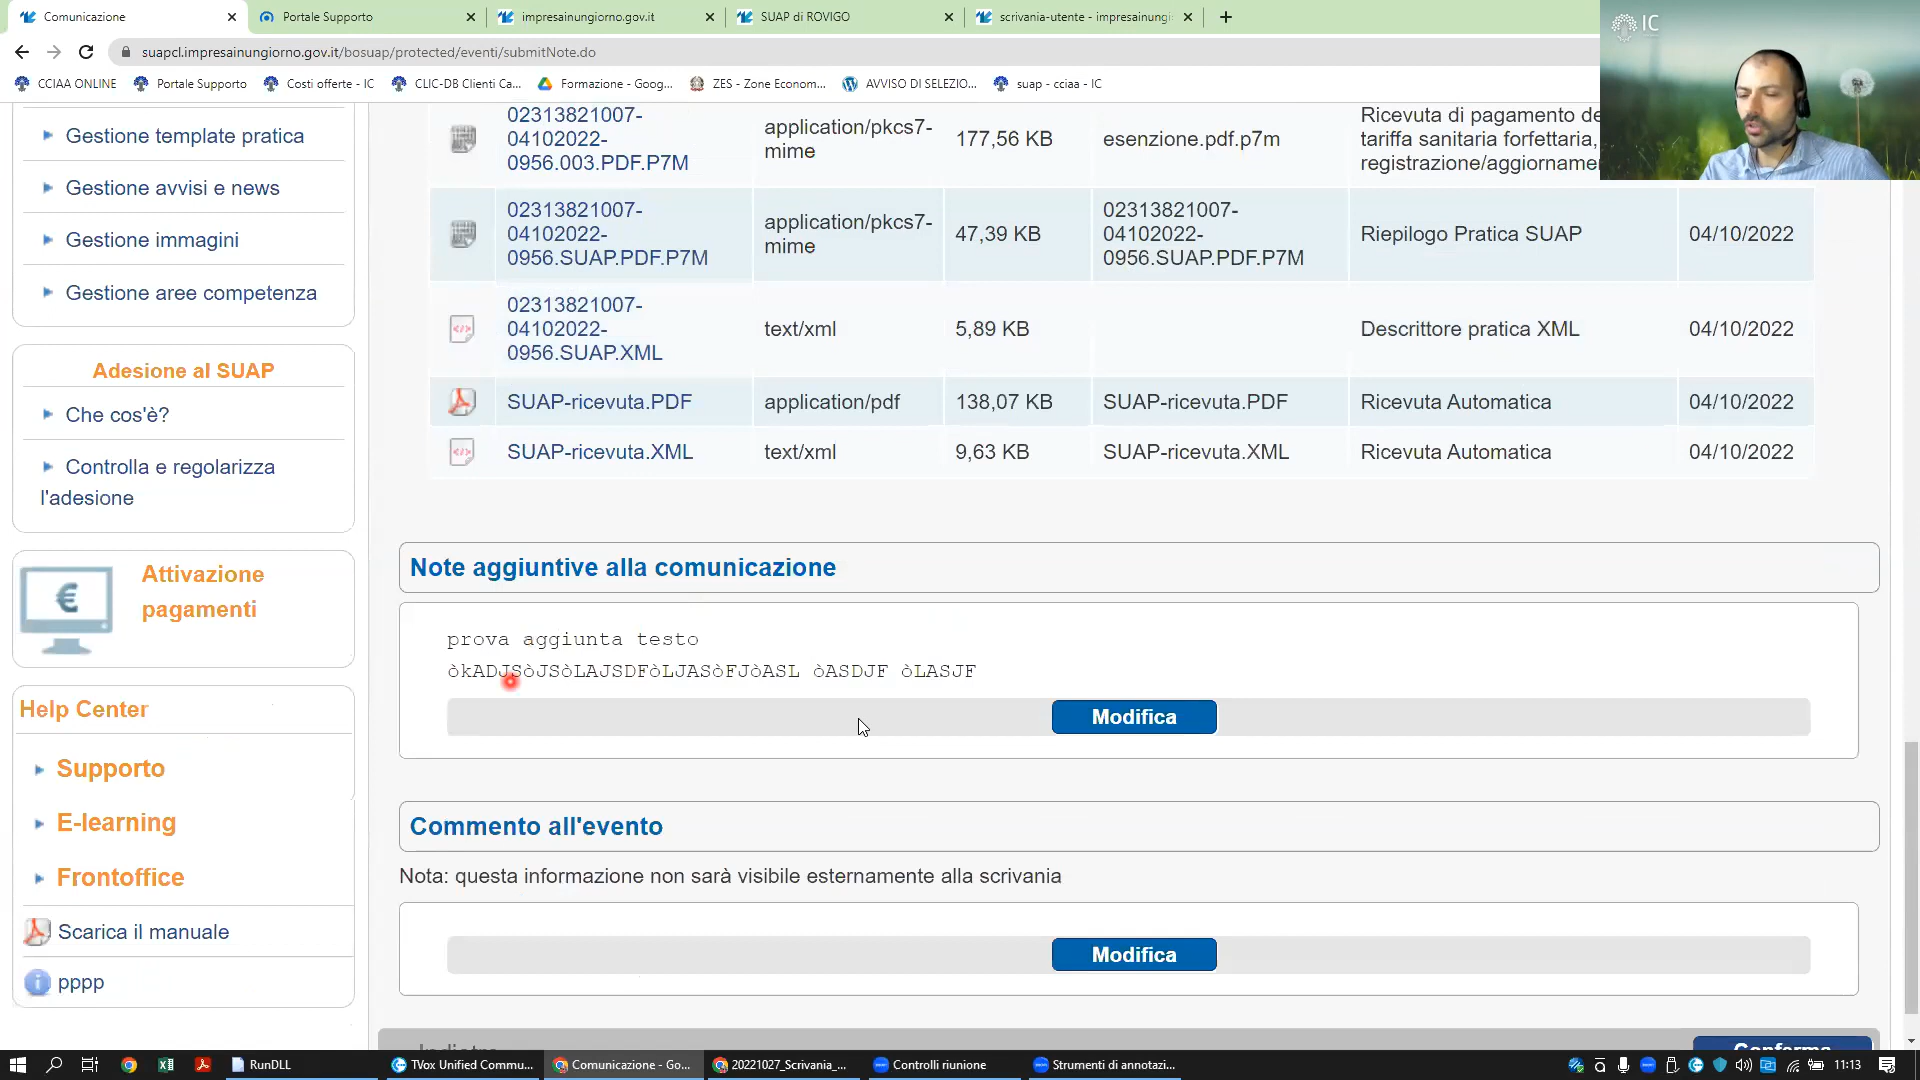 Comunicazione
Portale Supporto
impresainungiorno.gov.it
SUAP di ROVIGO
scrivania-utente - impresainungi
suapcl.impresainungiorno.gov.it/bosuap/protected/eventi/submitNote.do
IC
CCIAA ONLINE
Portale Supporto
Costi offerte - IC
CLIC-DB Clienti Ca...
Formazione - Goog...
ZES - Zone Econom...
AVVISO DI SELEZIO...
suap - cciaa - IC
Gestione template pratica
Gestione avvisi e news
Gestione immagini
Gestione aree competenza
Adesione al SUAP
Che cos'è?
Controlla e regolarizza
l'adesione
Attivazione
pagamenti
Help Center
Supporto
E-learning
Frontoffice
Scarica il manuale
pppp
02313821007-
04102022-
0956.003.PDF.P7M
application/pkcs7-
mime
177,56 KB
esenzione.pdf.p7m
Ricevuta di pagamento de
tariffa sanitaria forfettaria,
registrazione/aggiorname
02313821007-
04102022-
0956.SUAP.PDF.P7M
application/pkcs7-
mime
47,39 KB
02313821007-
04102022-
0956.SUAP.PDF.P7M
Riepilogo Pratica SUAP
04/10/2022
02313821007-
04102022-
0956.SUAP.XML
text/xml
5,89 KB
Descrittore pratica XML
04/10/2022
SUAP-ricevuta.PDF
application/pdf
138,07 KB
SUAP-ricevuta.PDF
Ricevuta Automatica
04/10/2022
SUAP-ricevuta.XML
text/xml
9,63 KB
SUAP-ricevuta.XML
Ricevuta Automatica
04/10/2022
Note aggiuntive alla comunicazione
prova aggiunta testo
òkADJSòJSòLAJSDFòLJASòFJòASL òASDJF òLASJF
Modifica
Commento all'evento
Nota: questa informazione non sarà visibile esternamente alla scrivania
Modifica
Indietro
Conferma
RunDLL
TVox Unified Commu...
Comunicazione - Go...
20221027_Scrivania_...
Controlli riunione
Strumenti di annotazi...
11:13